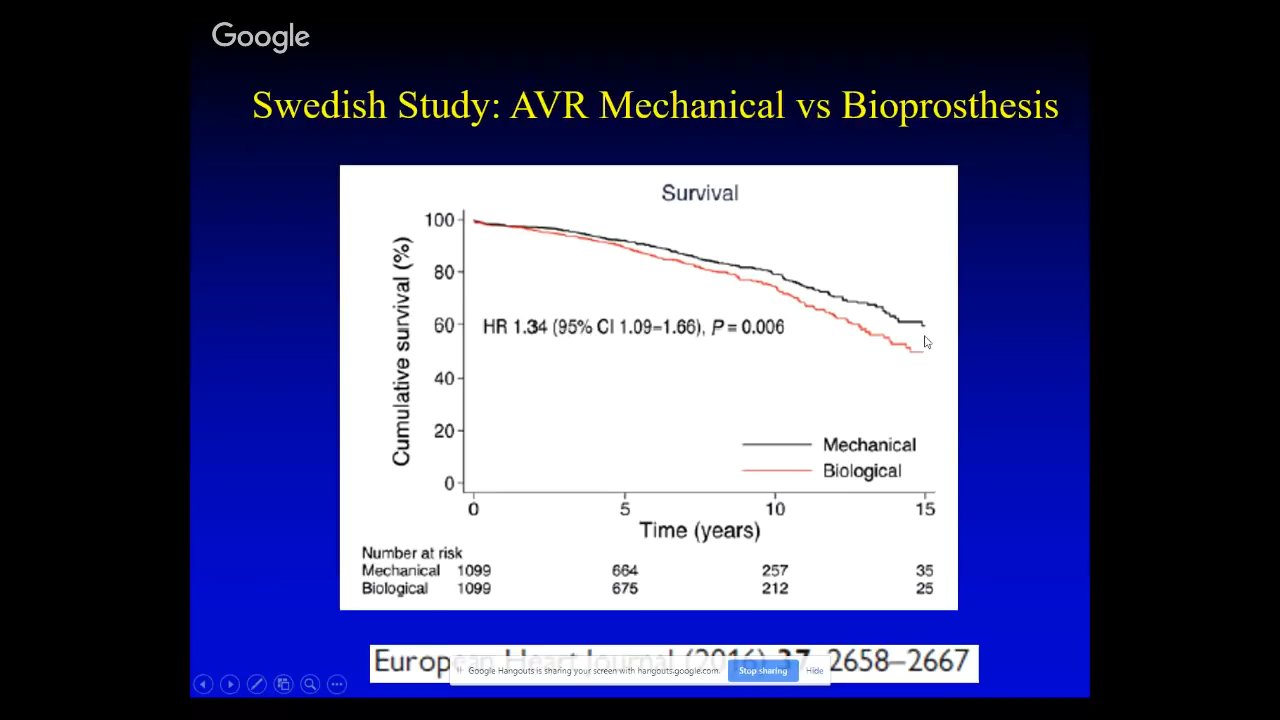 Google
Swedish Study: AVR Mechanical vs Bioprosthesis
Survival
Cumulative survival (%)
100
80
60
40
20
0
HR 1.34 (95% CI 1.09–1.66), P = 0.006
Mechanical
Biological
0 5 10 15
Time (years)
Number at risk
Mechanical 1099 664 257 35
Biological 1099 675 212 25
European Heart Journal (2016) 37, 2658–2667
Google Hangouts is sharing your screen with hangouts.google.com. Stop sharing Hide